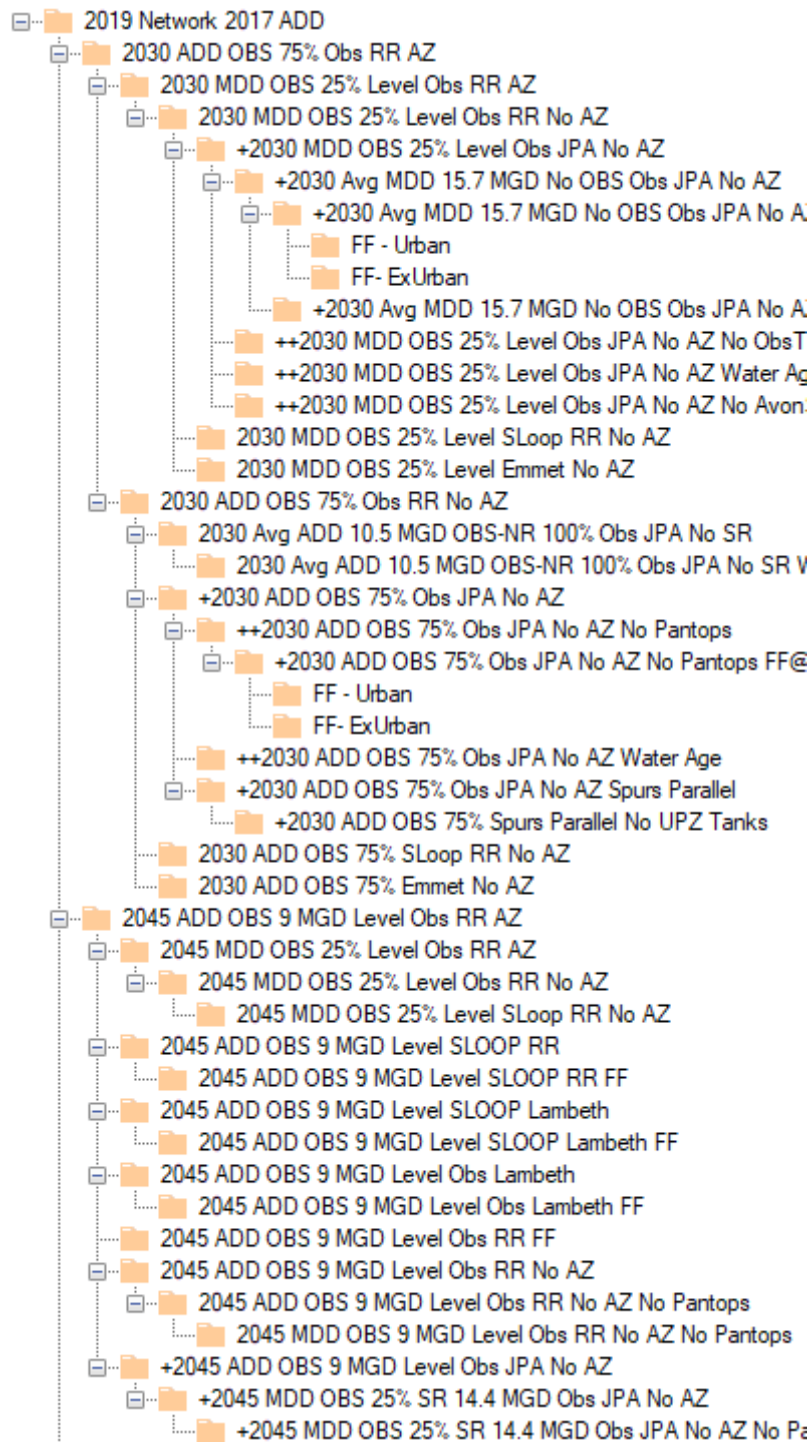 2019 Network 2017 ADD
2030 ADD OBS 75% Obs RR AZ
2030 MDD OBS 25% Level Obs RR AZ
2030 MDD OBS 25% Level Obs RR No AZ
+2030 MDD OBS 25% Level Obs JPA No AZ
+2030 Avg MDD 15.7 MGD No OBS Obs JPA No AZ
+2030 Avg MDD 15.7 MGD No OBS Obs JPA No
FF - Urban
FF- ExUrban
+2030 Avg MDD 15.7 MGD No OBS Obs JPA No
++2030 MDD OBS 25% Level Obs JPA No AZ No
++2030 MDD OBS 25% Level Obs JPA No AZ Water
++2030 MDD OBS 25% Level Obs JPA No AZ No
2030 MDD OBS 25% Level SLoop RR No AZ
2030 MDD OBS 25% Level Emmet No AZ
2030 ADD OBS 75% Obs RR No AZ
2030 Avg ADD 10.5 MGD OBS-NR 100% Obs JPA No SR
2030 Avg ADD 10.5 MGD OBS-NR 100% Obs JPA No SR
+2030 ADD OBS 75% Obs JPA No AZ
++2030 ADD OBS 75% Obs JPA No AZ No Pantops
+2030 ADD OBS 75% Obs JPA No AZ No Pantops FF@
FF - Urban
FF- ExUrban
++2030 ADD OBS 75% Obs JPA No AZ Water Age
+2030 ADD OBS 75% Obs JPA No AZ Spurs Parallel
+2030 ADD OBS 75% Spurs Parallel No UPZ Tanks
2030 ADD OBS 75% SLoop RR No AZ
2030 ADD OBS 75% Emmet No AZ
2045 ADD OBS 9 MGD Level Obs RR AZ
2045 MDD OBS 25% Level Obs RR AZ
2045 MDD OBS 25% Level Obs RR No AZ
2045 MDD OBS 25% Level SLoop RR No AZ
2045 ADD OBS 9 MGD Level SLOOP RR
2045 ADD OBS 9 MGD Level SLOOP RR FF
2045 ADD OBS 9 MGD Level SLOOP Lambeth
2045 ADD OBS 9 MGD Level SLOOP Lambeth FF
2045 ADD OBS 9 MGD Level Obs Lambeth
2045 ADD OBS 9 MGD Level Obs Lambeth FF
2045 ADD OBS 9 MGD Level Obs RR FF
2045 ADD OBS 9 MGD Level Obs RR No AZ
2045 ADD OBS 9 MGD Level Obs RR No AZ No Pantops
2045 MDD OBS 9 MGD Level Obs RR No AZ No Pantops
+2045 ADD OBS 9 MGD Level Obs JPA No AZ
+2045 MDD OBS 25% SR 14.4 MGD Obs JPA No AZ
+2045 MDD OBS 25% SR 14.4 MGD Obs JPA No AZ No